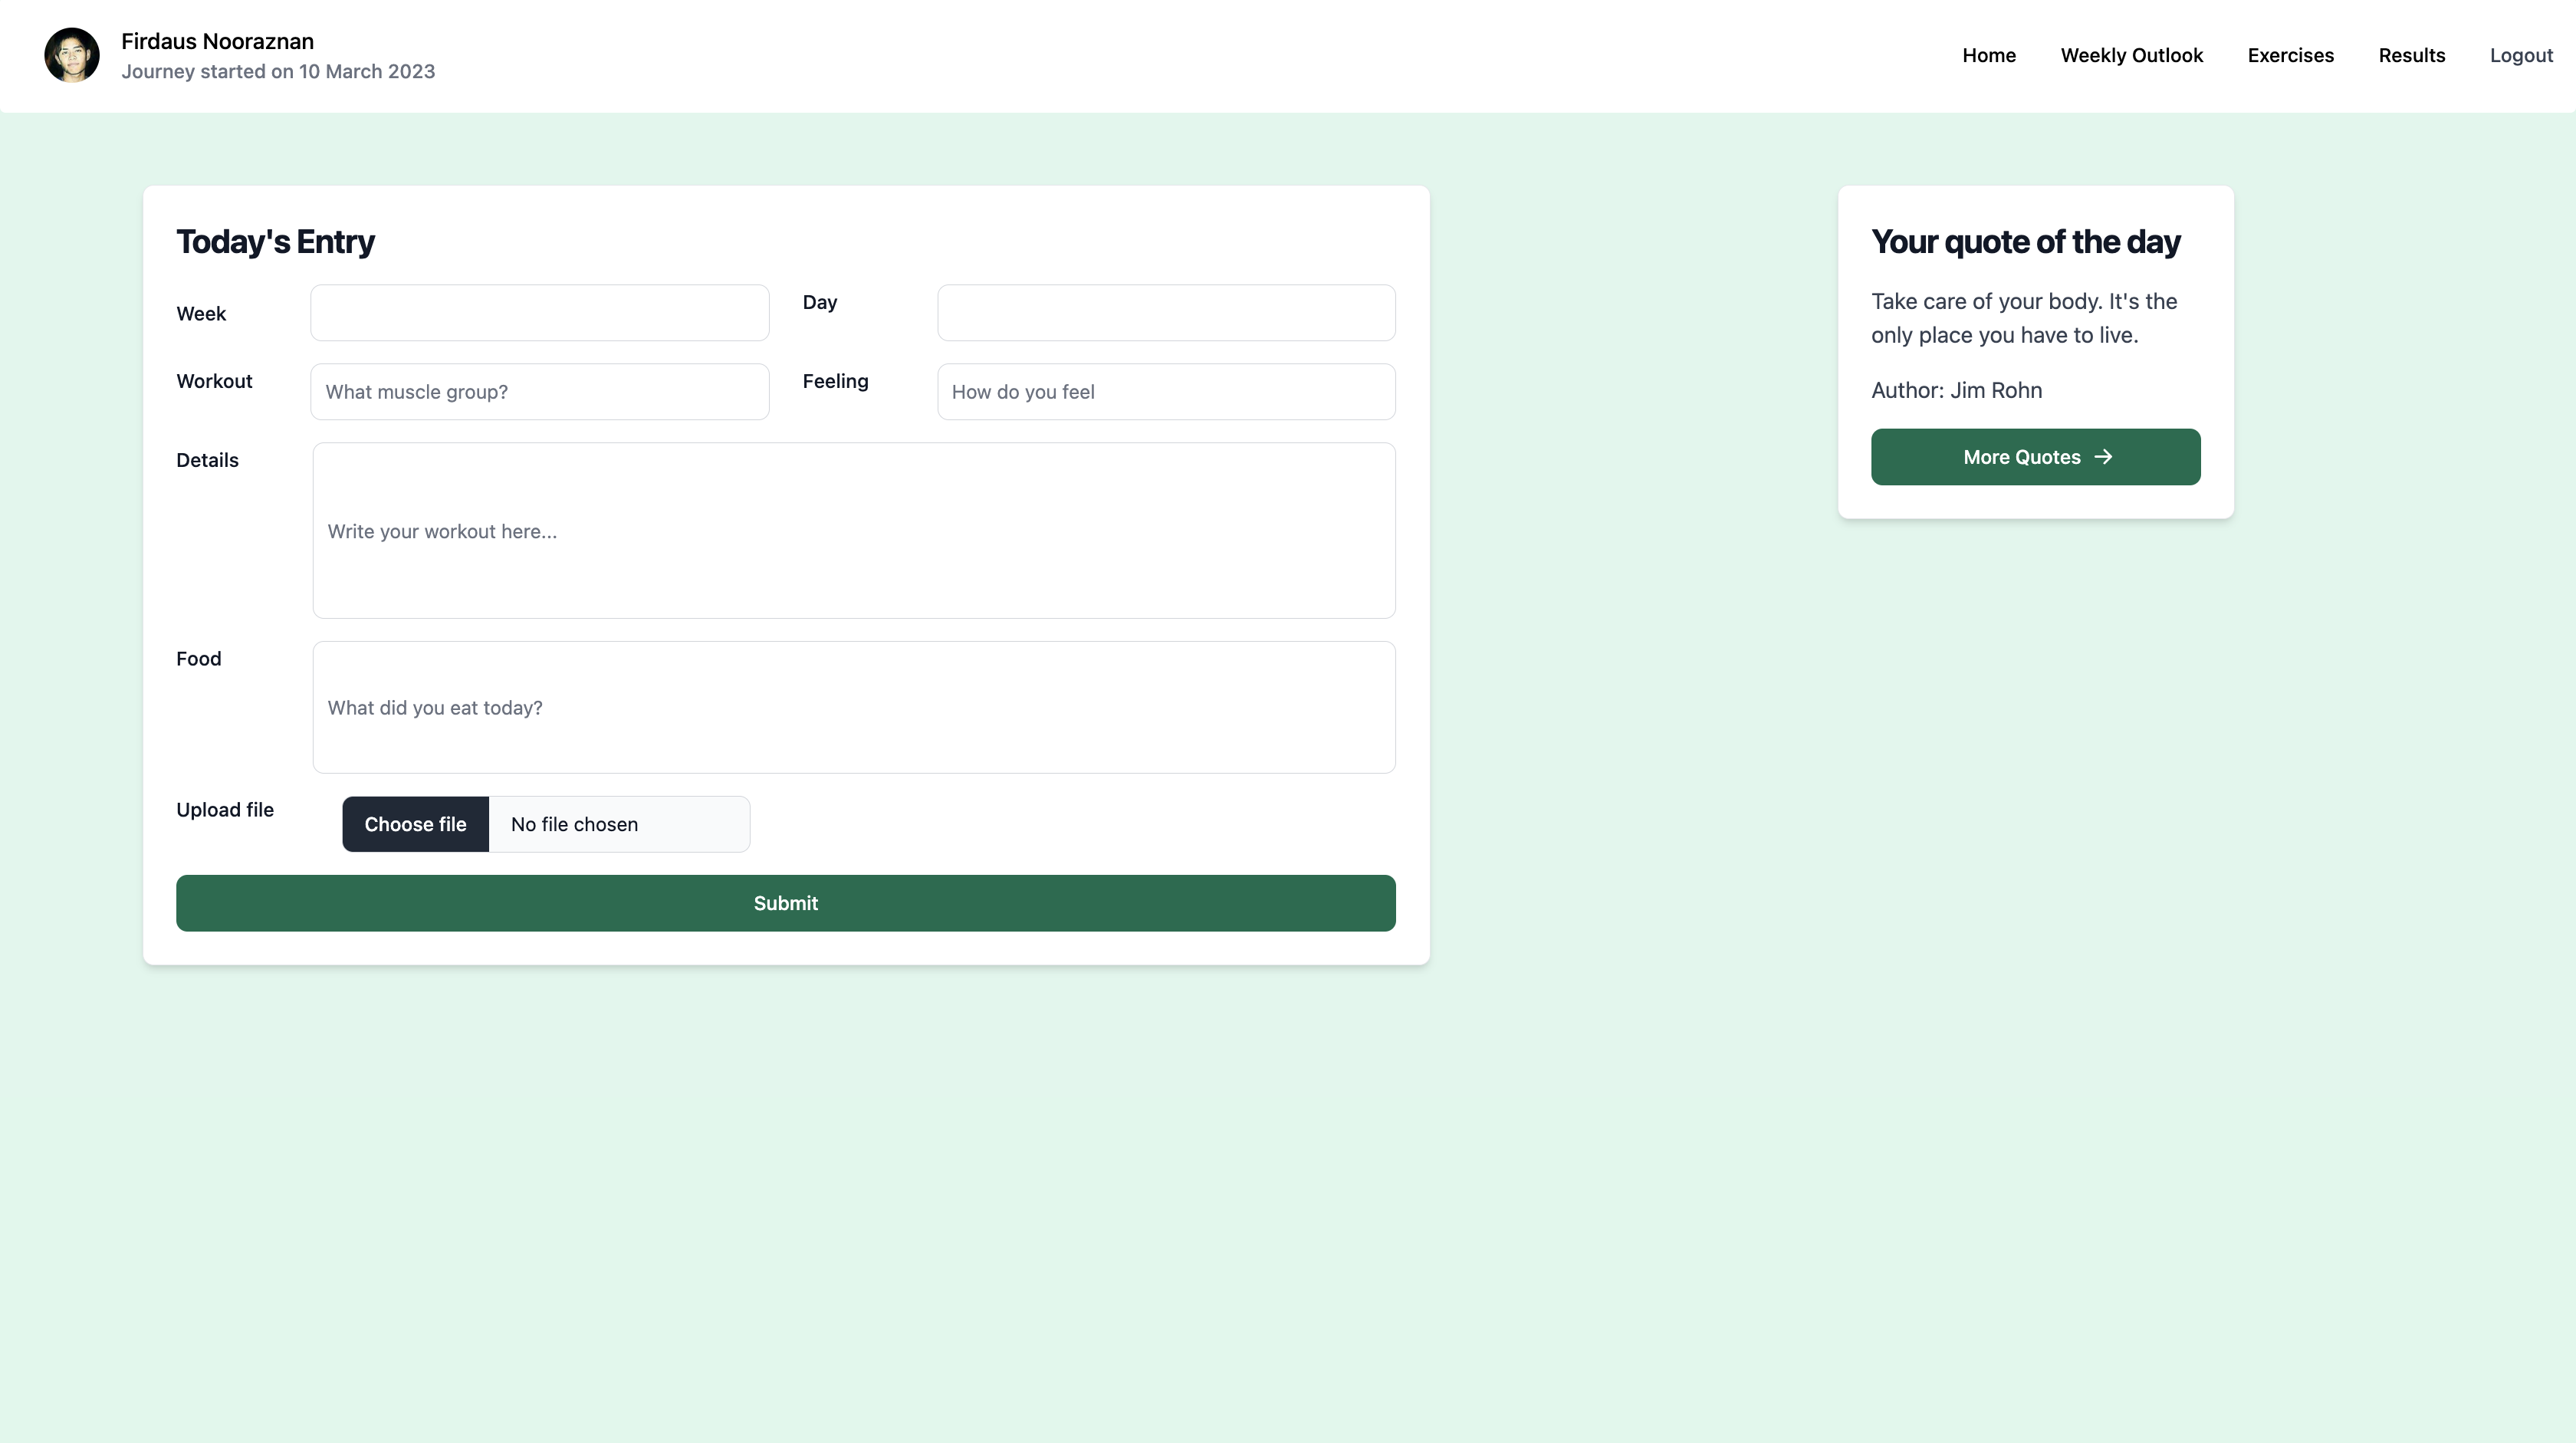 Firdaus Nooraznan
Journey started on 10 March 2023
Home
Weekly Outlook
Exercises
Results
Logout
Today's Entry
Week
Day
Workout
What muscle group?
Feeling
How do you feel
Details
Write your workout here...
Food
What did you eat today?
Upload file
Choose file
No file chosen
Submit
Your quote of the day
Take care of your body. It's the
only place you have to live.
Author: Jim Rohn
More Quotes →